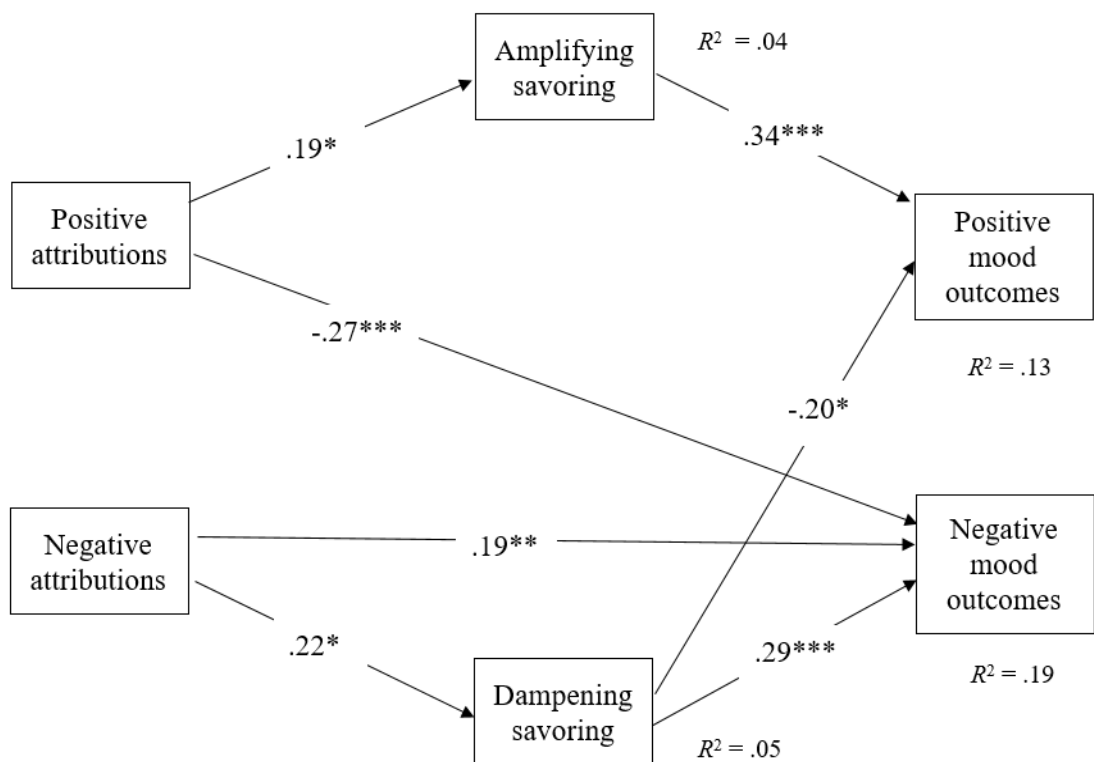 Amplifying
savoring
R² = .04
.19*
.34***
Positive
attributions
Positive
mood
outcomes
-.27***
R² = .13
-.20*
Negative
attributions
.19**
Negative
mood
outcomes
.22*
.29***
Dampening
savoring
R² = .19
R² = .05